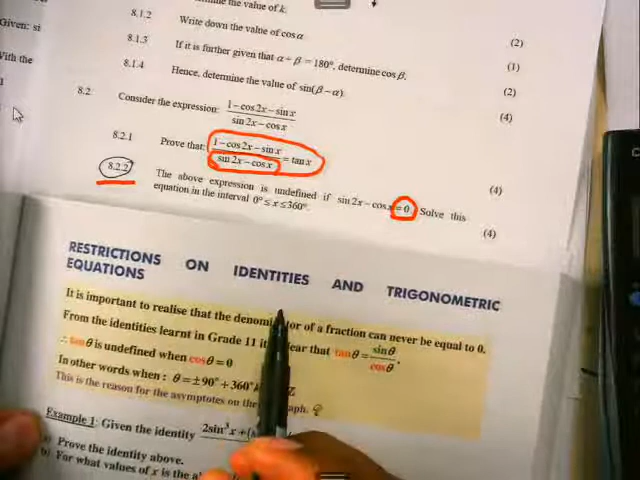 the value of k.
8.1.2 Write down the value of cos α (2)
8.1.3 If it is further given that α + β = 180°, determine cos β. (1)
8.1.4 Hence, determine the value of sin(β − α). (2)
8.2 Consider the expression: (1 − cos 2x − sin x)/(sin 2x − cos x) (4)
8.2.1 Prove that: (1 − cos 2x − sin x)/(sin 2x − cos x) = tan x (4)
8.2.2 The above expression is undefined if sin 2x − cos x = 0. Solve this
equation in the interval 0° ≤ x ≤ 360°. (4)
Given: si
With the
RESTRICTIONS ON IDENTITIES AND TRIGONOMETRIC
EQUATIONS
It is important to realise that the denominator of a fraction can never be equal to 0.
From the identities learnt in Grade 11 it clear that tan θ = sin θ/cos θ.
∴ tan θ is undefined when cos θ = 0
In other words when : θ = ±90° + 360° Z
This is the reason for the asymptotes on the
Example 1: Given the identity 2sin³x +
Prove the identity above.
b) For what values of x is the